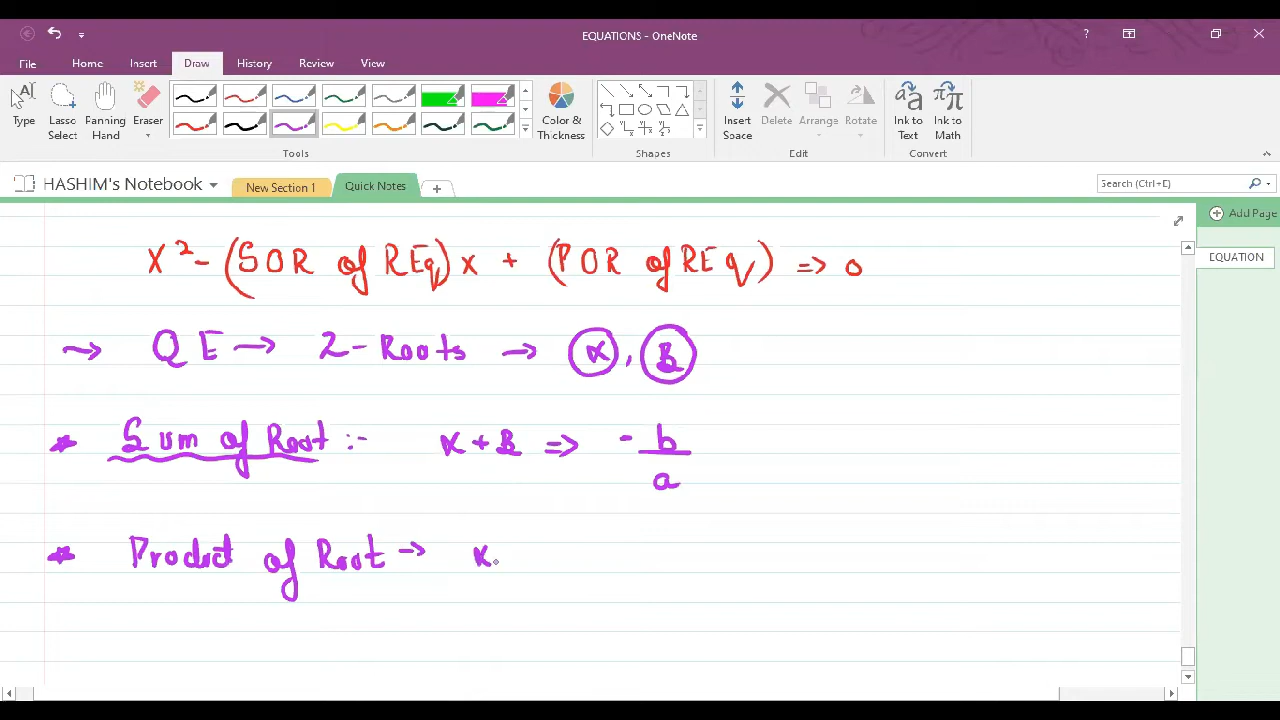 EQUATIONS - OneNote
?
File Home Insert Draw History Review View
Type
Lasso Select
Panning Hand
Eraser
Color & Thickness
Insert Space
Delete
Arrange
Rotate
Ink to Text
Ink to Math
Tools
Shapes
Edit
Convert
HASHIM's Notebook
New Section 1
Quick Notes
Search (Ctrl+E)
Add Page
EQUATION
x² - (SOR of REq) x + (POR of REq) => 0
→ QE → 2 - Roots → α, β
* Sum of Root :- α + β => - b/a
* Product of Root → α.